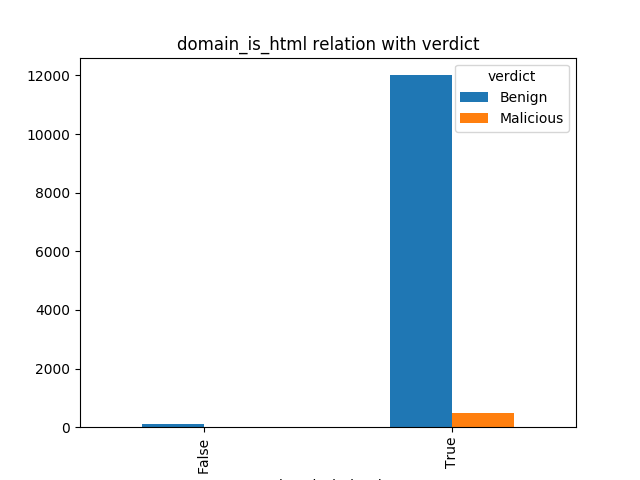 domain_is_html relation with verdict
12000
10000
8000
6000
4000
2000
0
verdict
Benign
Malicious
False
True